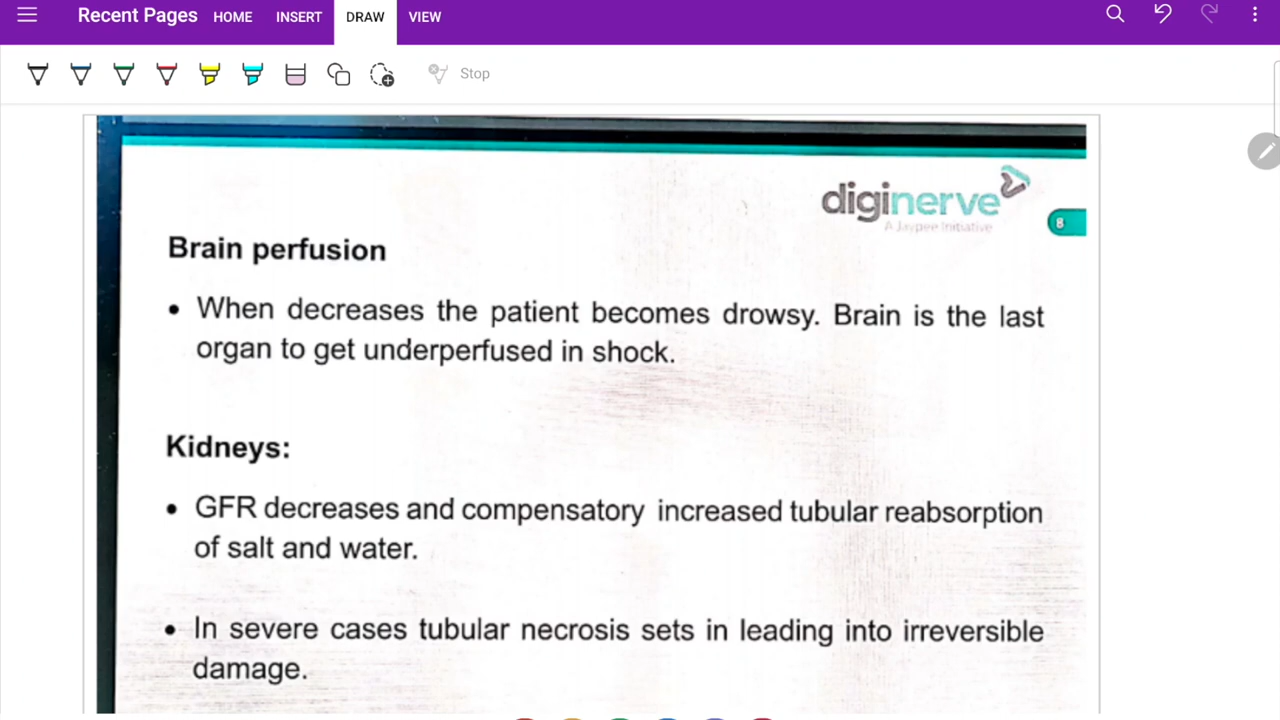 Recent Pages HOME INSERT DRAW VIEW
Stop
diginerve
A Jaypee Initiative
8
Brain perfusion
• When decreases the patient becomes drowsy. Brain is the last
organ to get underperfused in shock.
Kidneys:
• GFR decreases and compensatory increased tubular reabsorption
of salt and water.
• In severe cases tubular necrosis sets in leading into irreversible
damage.